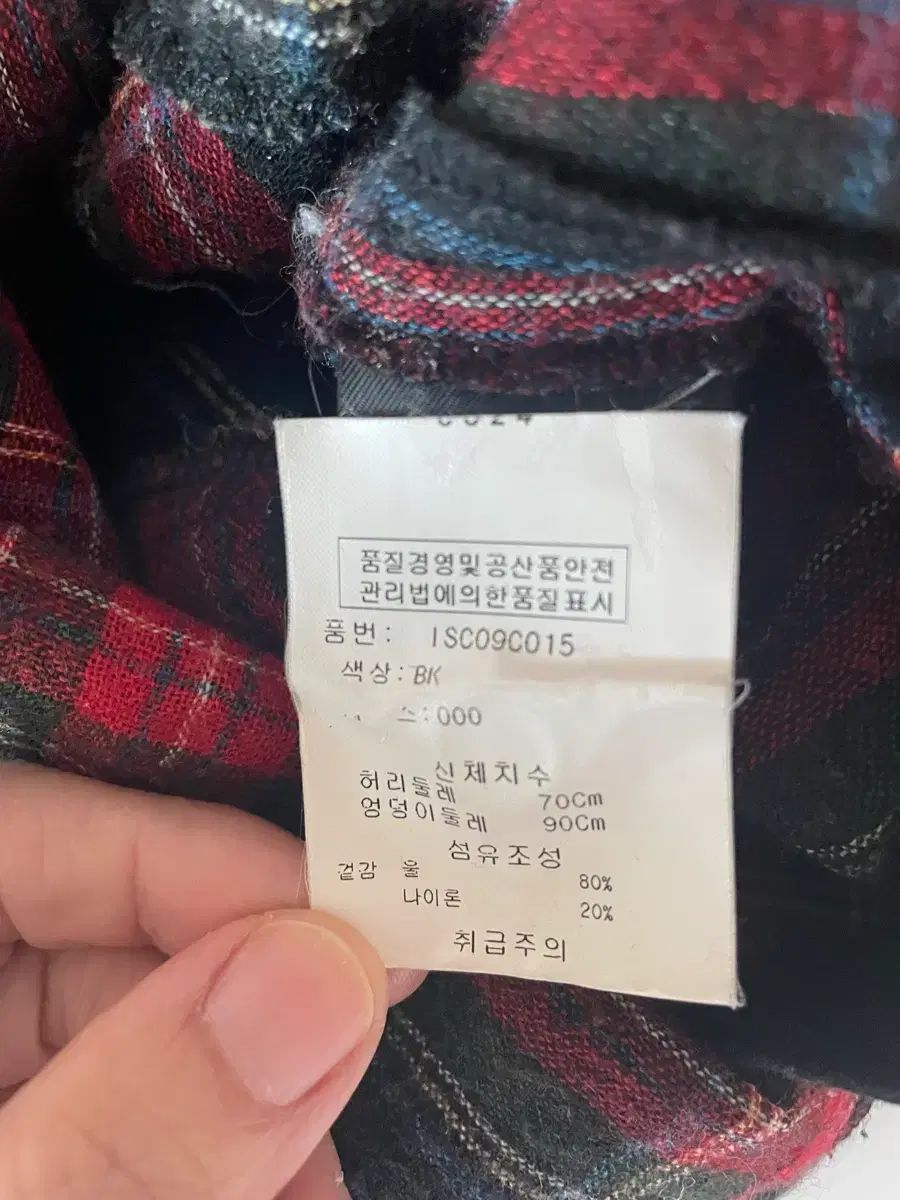 품질경영및공산품안전
관리법에의한품질표시
품번: ISC09C015
색상: BK
스: 000
신체치수
허리둘레 70Cm
엉덩이둘레 90Cm
섬유조성
겉감 울 80%
나이론 20%
취급주의